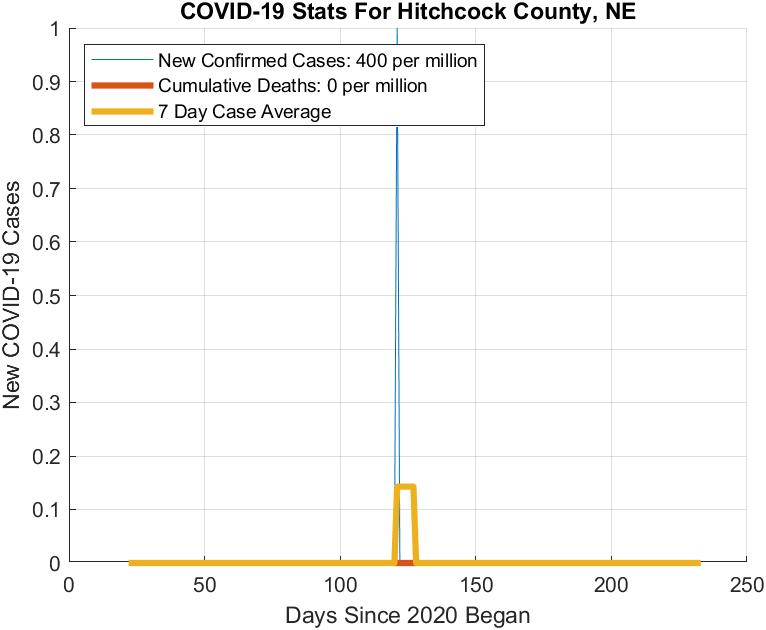 COVID-19 Stats For Hitchcock County, NE
New Confirmed Cases: 400 per million
Cumulative Deaths: 0 per million
7 Day Case Average
New COVID-19 Cases
1
0.9
0.8
0.7
0.6
0.5
0.4
0.3
0.2
0.1
0
0 50 100 150 200 250
Days Since 2020 Began